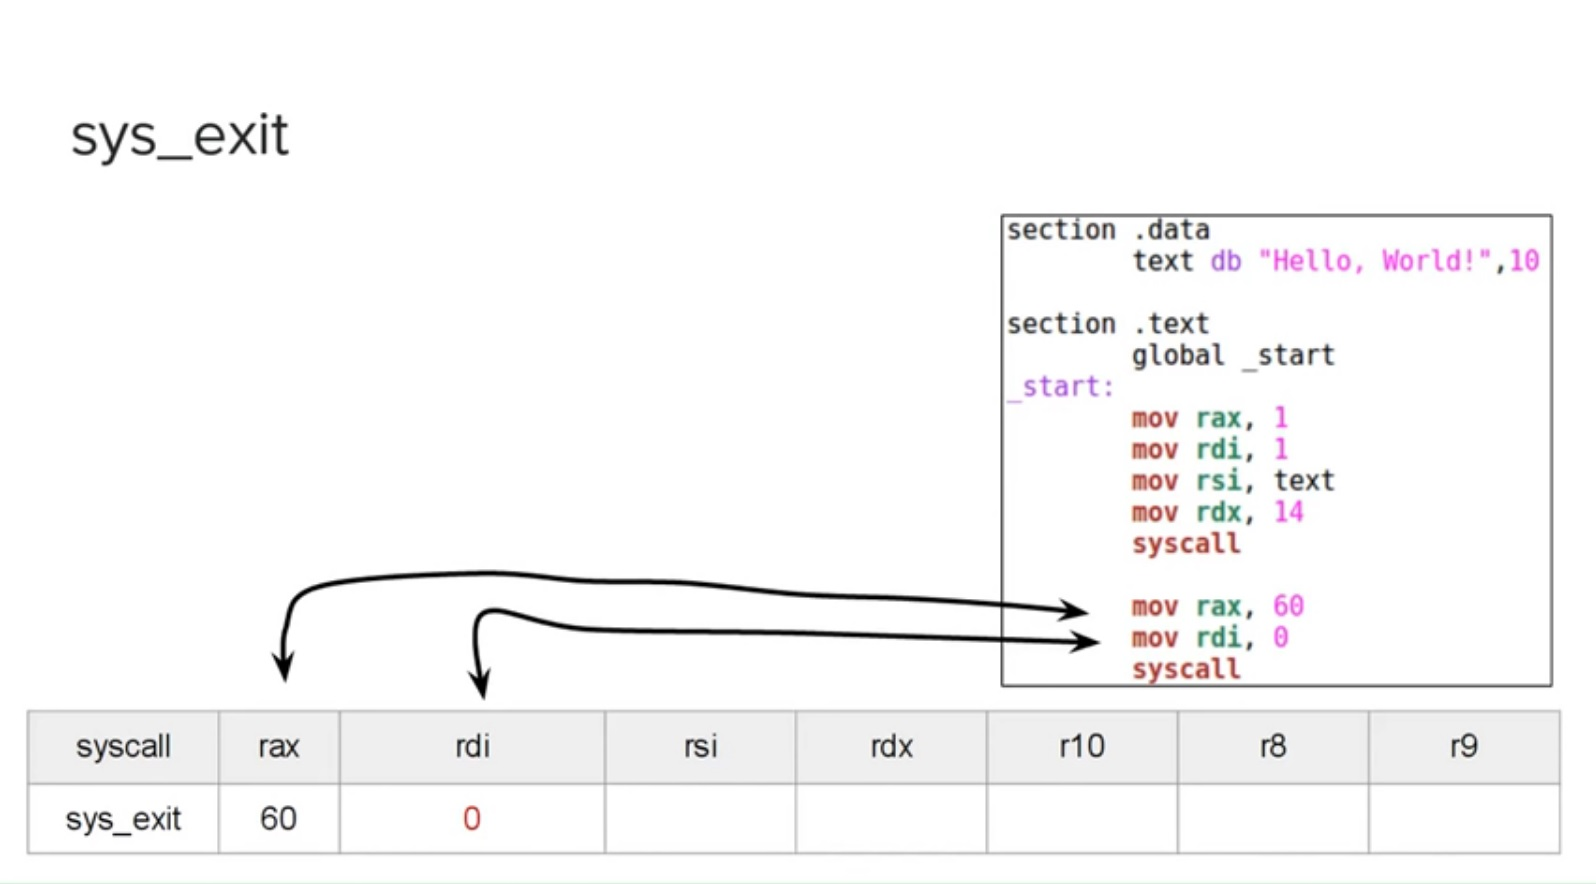 sys_exit
section .data
text db "Hello, World!",10
section .text
global _start
_start:
mov rax, 1
mov rdi, 1
mov rsi, text
mov rdx, 14
syscall
mov rax, 60
mov rdi, 0
syscall
syscall rax rdi rsi rdx r10 r8 r9
sys_exit 60 0